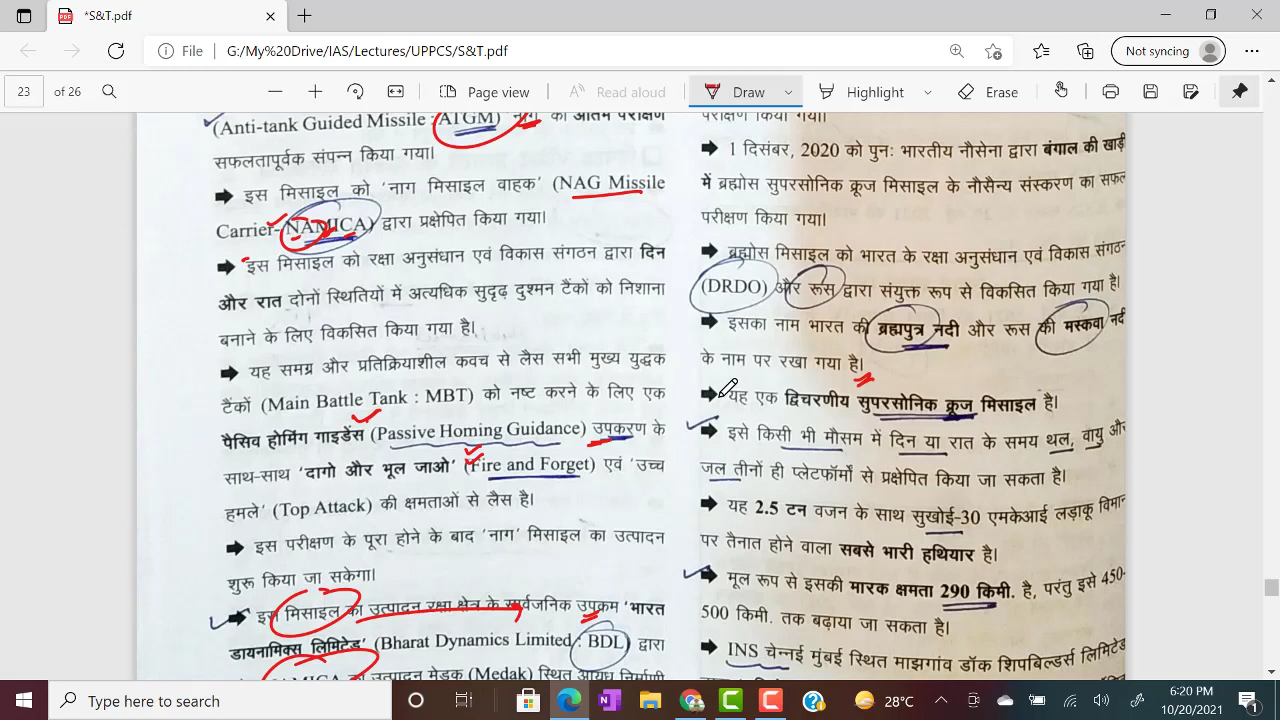 *S&T.pdf
File
G:/My%20Drive/IAS/Lectures/UPPCS/S&T.pdf
Not syncing
23 of 26
Page view
Read aloud
Draw
Highlight
Erase
(Anti-tank Guided Missile : ATGM) 'नाग' का अंतिम परीक्षण
सफलतापूर्वक संपन्न किया गया।
इस मिसाइल को 'नाग मिसाइल वाहक' (NAG Missile
Carrier-NAMICA) द्वारा प्रक्षेपित किया गया।
इस मिसाइल को रक्षा अनुसंधान एवं विकास संगठन द्वारा दिन
और रात दोनों स्थितियों में अत्यधिक सुदृढ़ दुश्मन टैंकों को निशाना
बनाने के लिए विकसित किया गया है।
यह समग्र और प्रतिक्रियाशील कवच से लैस सभी मुख्य युद्धक
टैंकों (Main Battle Tank : MBT) को नष्ट करने के लिए एक
पैसिव होमिंग गाइडेंस (Passive Homing Guidance) उपकरण के
साथ-साथ 'दागो और भूल जाओ' (Fire and Forget) एवं 'उच्च
हमले' (Top Attack) की क्षमताओं से लैस है।
इस परीक्षण के पूरा होने के बाद 'नाग' मिसाइल का उत्पादन
शुरू किया जा सकेगा।
इस मिसाइल का उत्पादन रक्षा क्षेत्र के सार्वजनिक उपक्रम 'भारत
डायनामिक्स लिमिटेड' (Bharat Dynamics Limited : BDL) द्वारा
NAMICA का उत्पादन मेडक (Medak) स्थित आयुध निर्माणी
परीक्षण किया गया।
1 दिसंबर, 2020 को पुनः भारतीय नौसेना द्वारा बंगाल की खाड़ी
में ब्रह्मोस सुपरसोनिक क्रूज मिसाइल के नौसैन्य संस्करण का सफल
परीक्षण किया गया।
ब्रह्मोस मिसाइल को भारत के रक्षा अनुसंधान एवं विकास संगठन
(DRDO) और रूस द्वारा संयुक्त रूप से विकसित किया गया है।
इसका नाम भारत की ब्रह्मपुत्र नदी और रूस की मस्कवा नदी
के नाम पर रखा गया है।
यह एक द्विचरणीय सुपरसोनिक क्रूज मिसाइल है।
इसे किसी भी मौसम में दिन या रात के समय थल, वायु और
जल तीनों ही प्लेटफॉर्मों से प्रक्षेपित किया जा सकता है।
यह 2.5 टन वजन के साथ सुखोई-30 एमकेआई लड़ाकू विमान
पर तैनात होने वाला सबसे भारी हथियार है।
मूल रूप से इसकी मारक क्षमता 290 किमी. है, परंतु इसे 450-
500 किमी. तक बढ़ाया जा सकता है।
INS चेन्नई मुंबई स्थित माझगांव डॉक शिपबिल्डर्स लिमिटेड
Type here to search
28°C
6:20 PM
10/20/2021